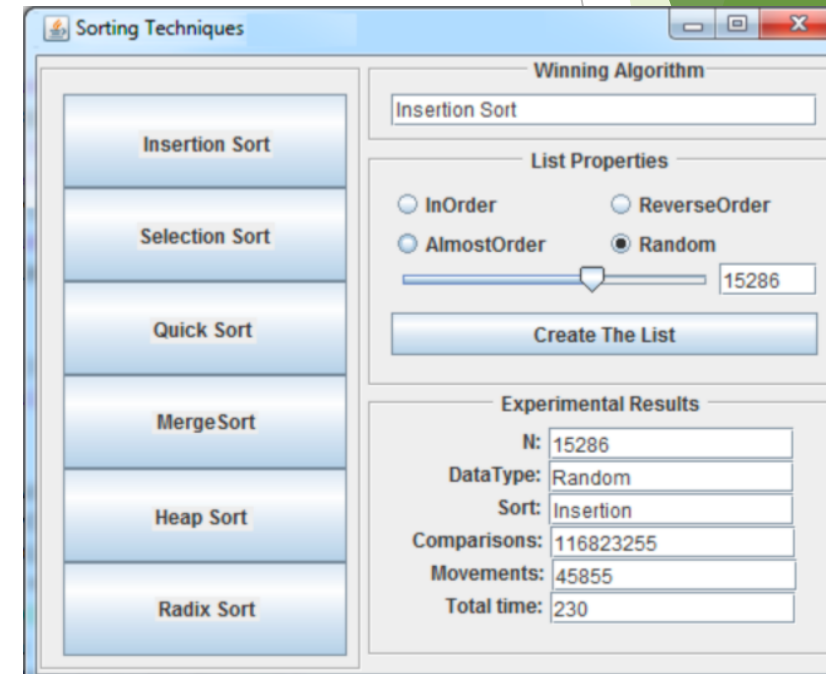 Sorting Techniques
Insertion Sort
Selection Sort
Quick Sort
MergeSort
Heap Sort
Radix Sort
Winning Algorithm
Insertion Sort
List Properties
InOrder ReverseOrder
AlmostOrder Random
15286
Create The List
Experimental Results
N: 15286
DataType: Random
Sort: Insertion
Comparisons: 116823255
Movements: 45855
Total time: 230